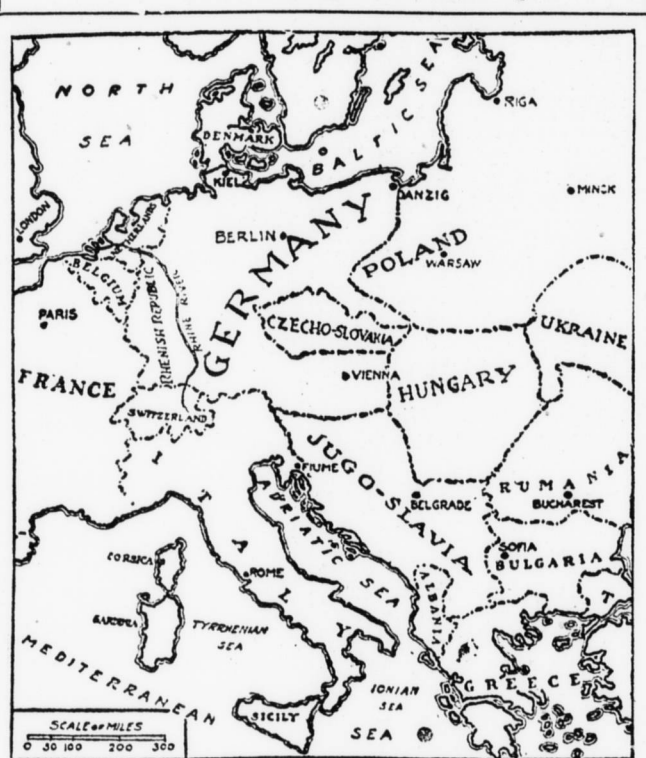 NORTH
SEA
DENMARK
BALTIC SEA
RIGA
KIEL
DANZIG
MINCK
LONDON
BERLIN
GERMANY
POLAND
WARSAW
BELGIUM
RHENISH REPUBLIC
RHINE RIVER
PARIS
CZECHO-SLOVAKIA
UKRAINE
VIENNA
FRANCE
HUNGARY
SWITZERLAND
ITALY
JUGO-SLAVIA
FIUME
RUMANIA
BELGRADE
BUCHAREST
ADRIATIC SEA
SOFIA
BULGARIA
CORSICA
ROME
ALBANIA
T
TYRRHENIAN
SEA
MEDITERRANEAN
GREECE
IONIAN
SEA
SICILY
SEA
SCALE OF MILES
0 50 100 200 300